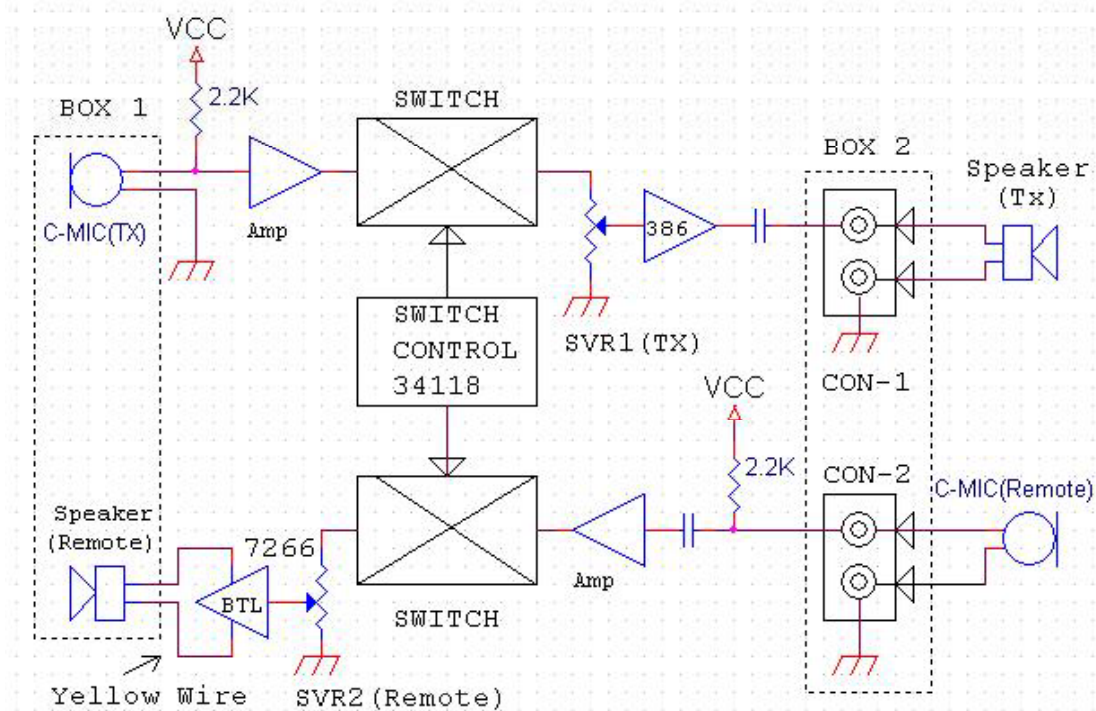 VCC
2.2K
BOX 1
SWITCH
C-MIC(TX)
Amp
BOX 2
Speaker
(Tx)
386
SWITCH
CONTROL
34118
SVR1(TX)
CON-1
VCC
2.2K
CON-2
C-MIC(Remote)
Speaker
(Remote)
7266
BTL
Amp
SWITCH
Yellow Wire
SVR2(Remote)